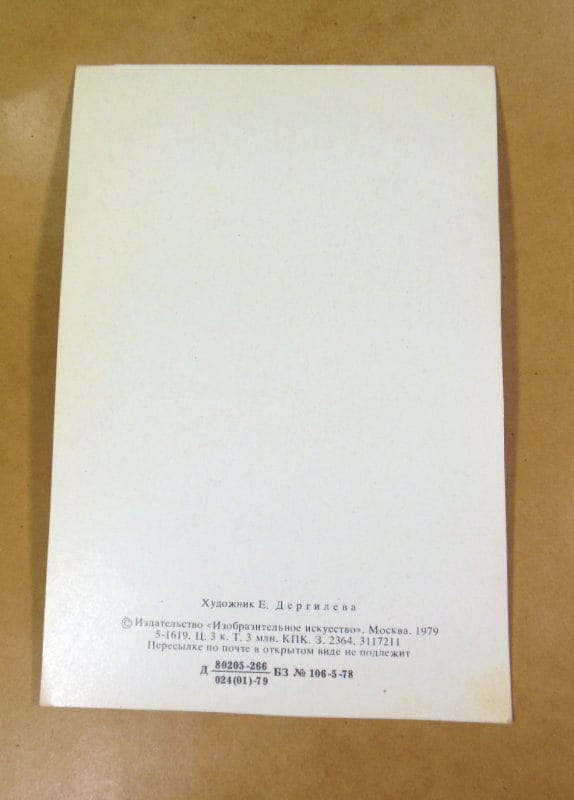 Художник Е. Дергилева
© Издательство «Изобразительное искусство». Москва. 1979
5-1619. Ц. 3 к. Т. 3 млн. КПК. З. 2364. 3117211
Пересылке по почте в открытом виде не подлежит
Д 80205-266 БЗ № 106-5-78
024(01)-79